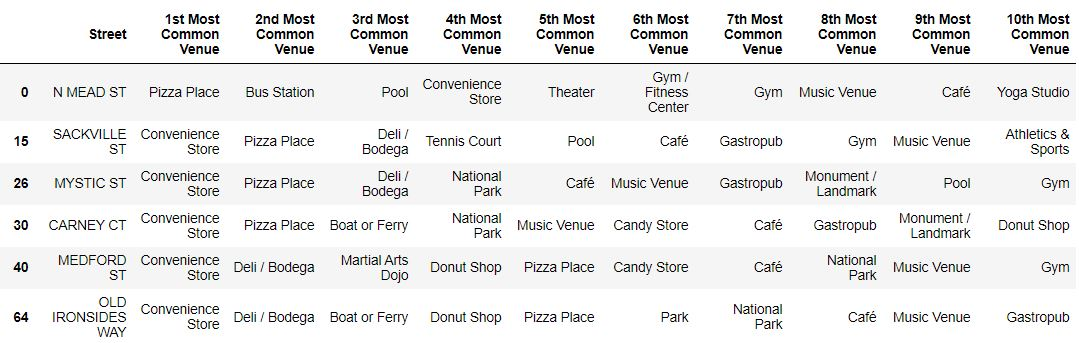 Street 1st Most Common Venue 2nd Most Common Venue 3rd Most Common Venue 4th Most Common Venue 5th Most Common Venue 6th Most Common Venue 7th Most Common Venue 8th Most Common Venue 9th Most Common Venue 10th Most Common Venue
0 N MEAD ST Pizza Place Bus Station Pool Convenience Store Theater Gym / Fitness Center Gym Music Venue Café Yoga Studio
15 SACKVILLE ST Convenience Store Pizza Place Deli / Bodega Tennis Court Pool Café Gastropub Gym Music Venue Athletics & Sports
26 MYSTIC ST Convenience Store Pizza Place Deli / Bodega National Park Café Music Venue Gastropub Monument / Landmark Pool Gym
30 CARNEY CT Convenience Store Pizza Place Boat or Ferry National Park Music Venue Candy Store Café Gastropub Monument / Landmark Donut Shop
40 MEDFORD ST Convenience Store Deli / Bodega Martial Arts Dojo Donut Shop Pizza Place Candy Store Café National Park Music Venue Gym
64 OLD IRONSIDES WAY Convenience Store Deli / Bodega Boat or Ferry Donut Shop Pizza Place Park National Park Café Music Venue Gastropub